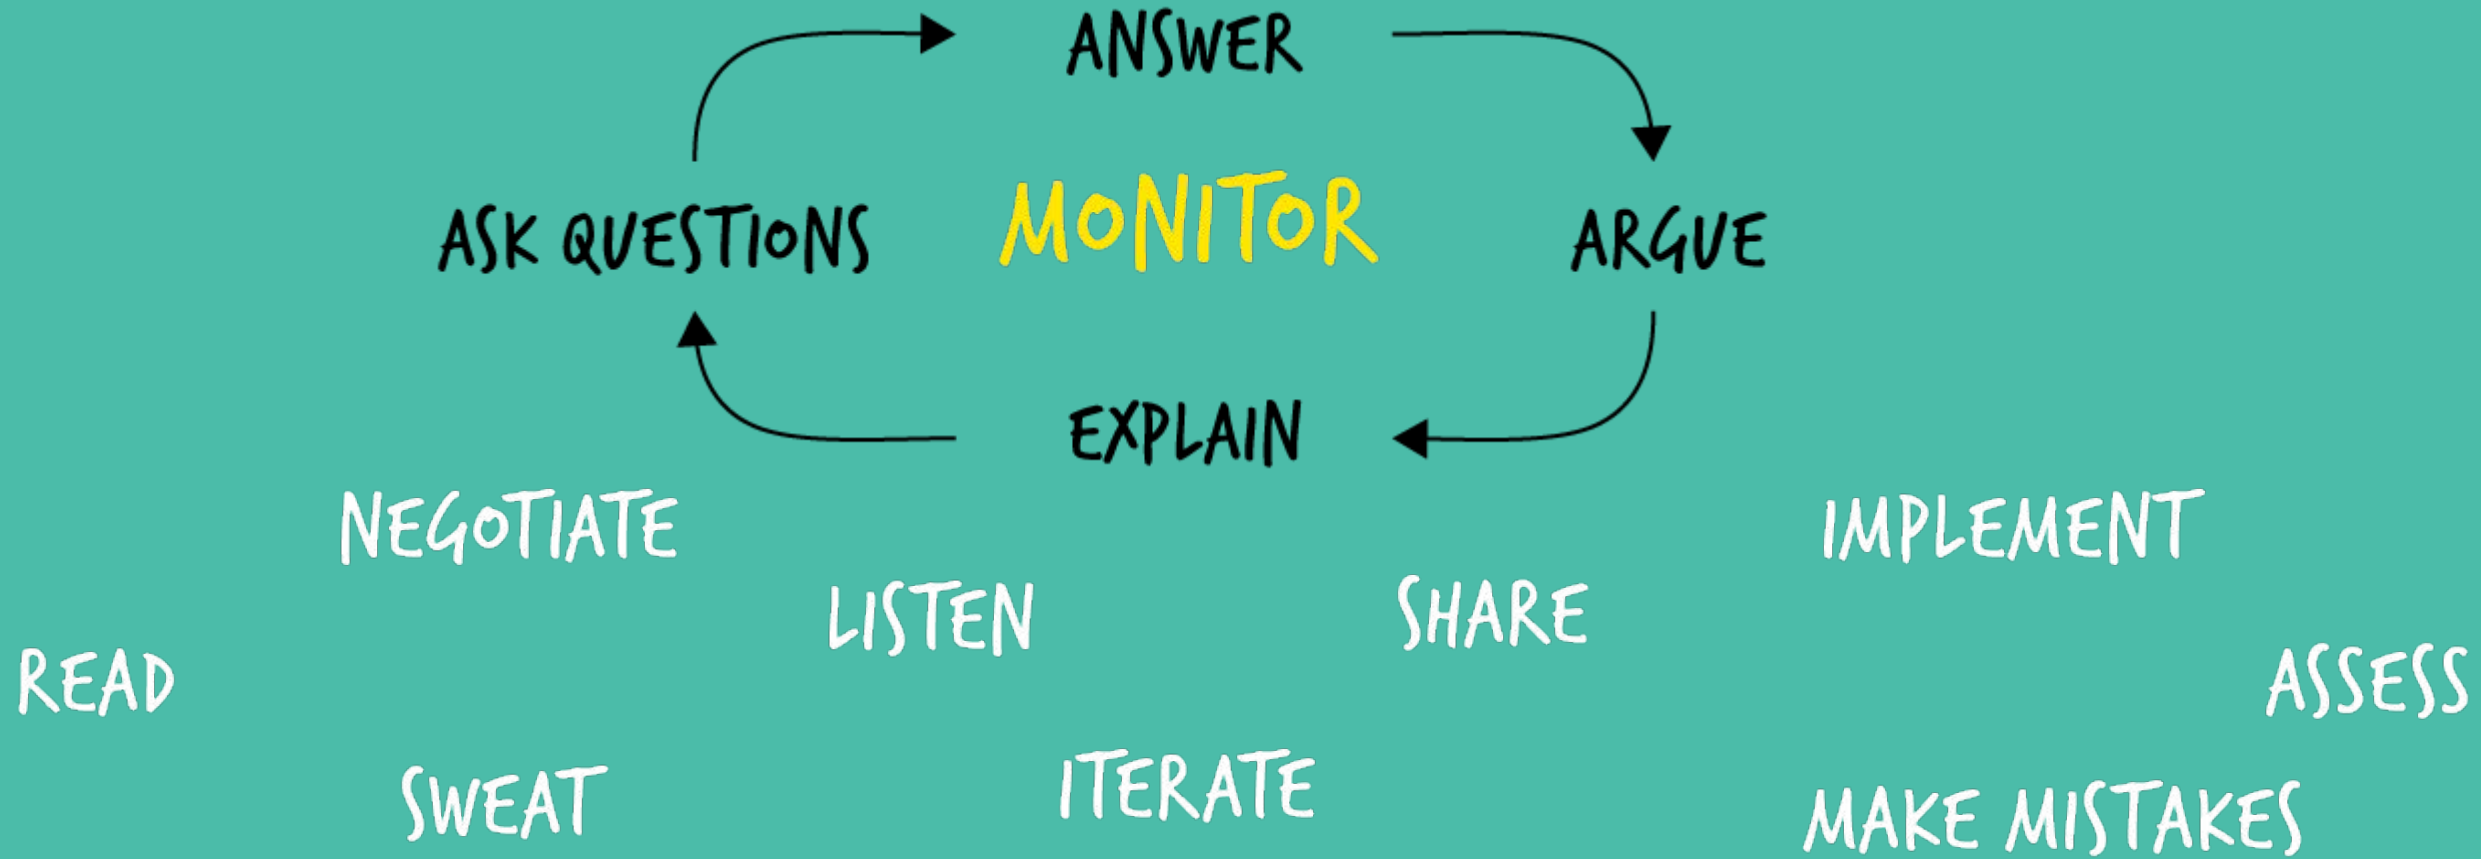 ANSWER
MONITOR
ASK QUESTIONS
ARGUE
EXPLAIN
NEGOTIATE
IMPLEMENT
LISTEN
SHARE
READ
ASSESS
SWEAT
ITERATE
MAKE MISTAKES